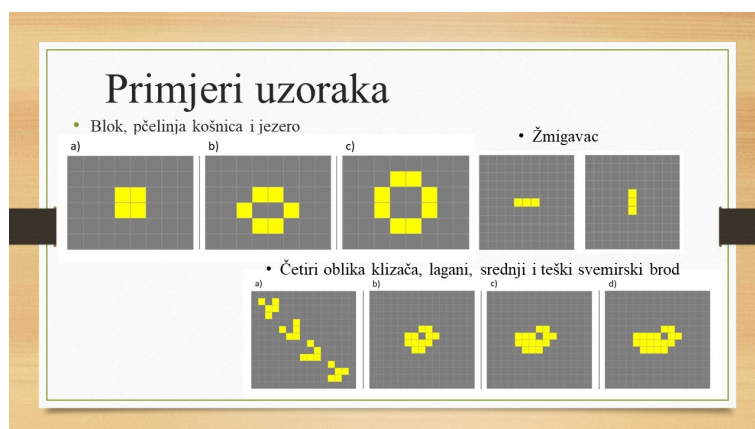 Primjeri uzoraka
• Blok, pčelinja košnica i jezero
a)
b)
c)
• Žmigavac
• Četiri oblika klizača, lagani, srednji i teški svemirski brod
a)
b)
c)
d)